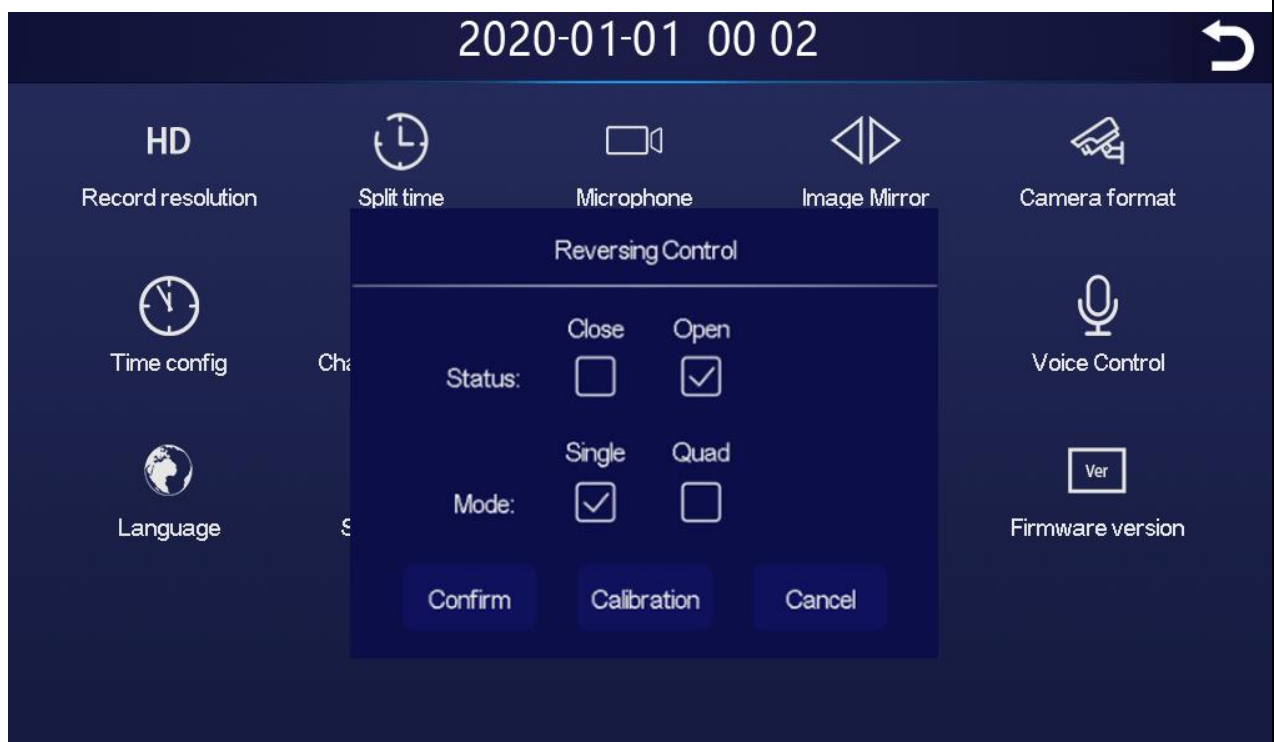 2020-01-01 00 02
HD
Record resolution
Split time
Microphone
Image Mirror
Camera format
Reversing Control
Time config
Close Open
Status:
Voice Control
Single Quad
Mode:
Ver
Language
Firmware version
Confirm Calibration Cancel